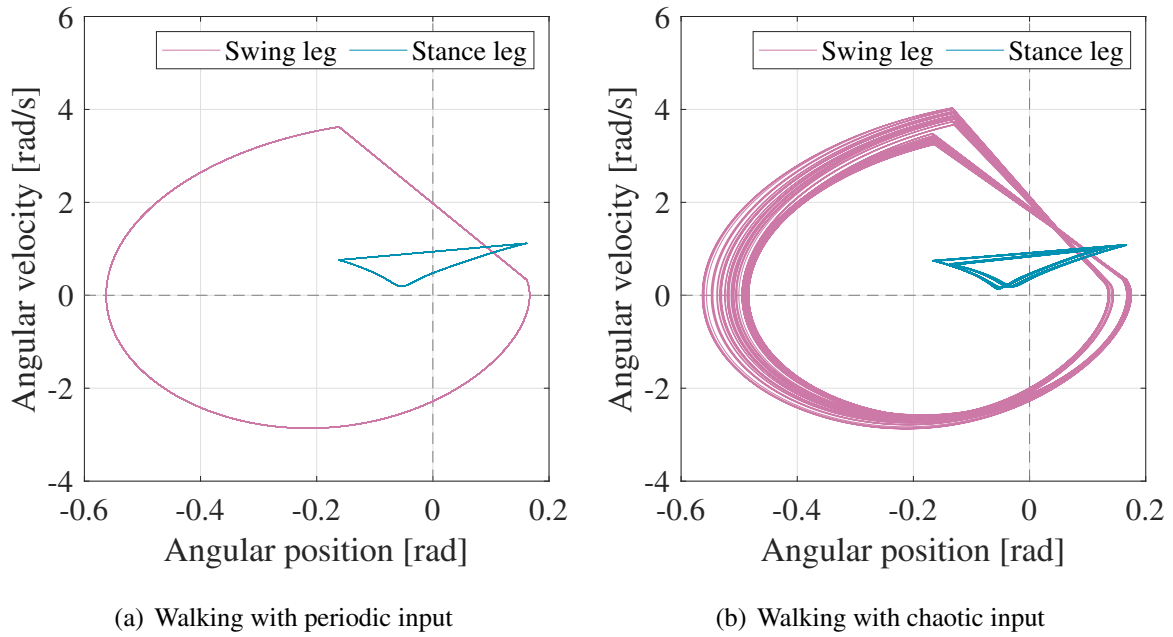 6
4
2
0
-2
-4
Angular velocity [rad/s]
Swing leg Stance leg
-0.6 -0.4 -0.2 0 0.2
Angular position [rad]
(a) Walking with periodic input
6
4
2
0
-2
-4
Angular velocity [rad/s]
Swing leg Stance leg
-0.6 -0.4 -0.2 0 0.2
Angular position [rad]
(b) Walking with chaotic input